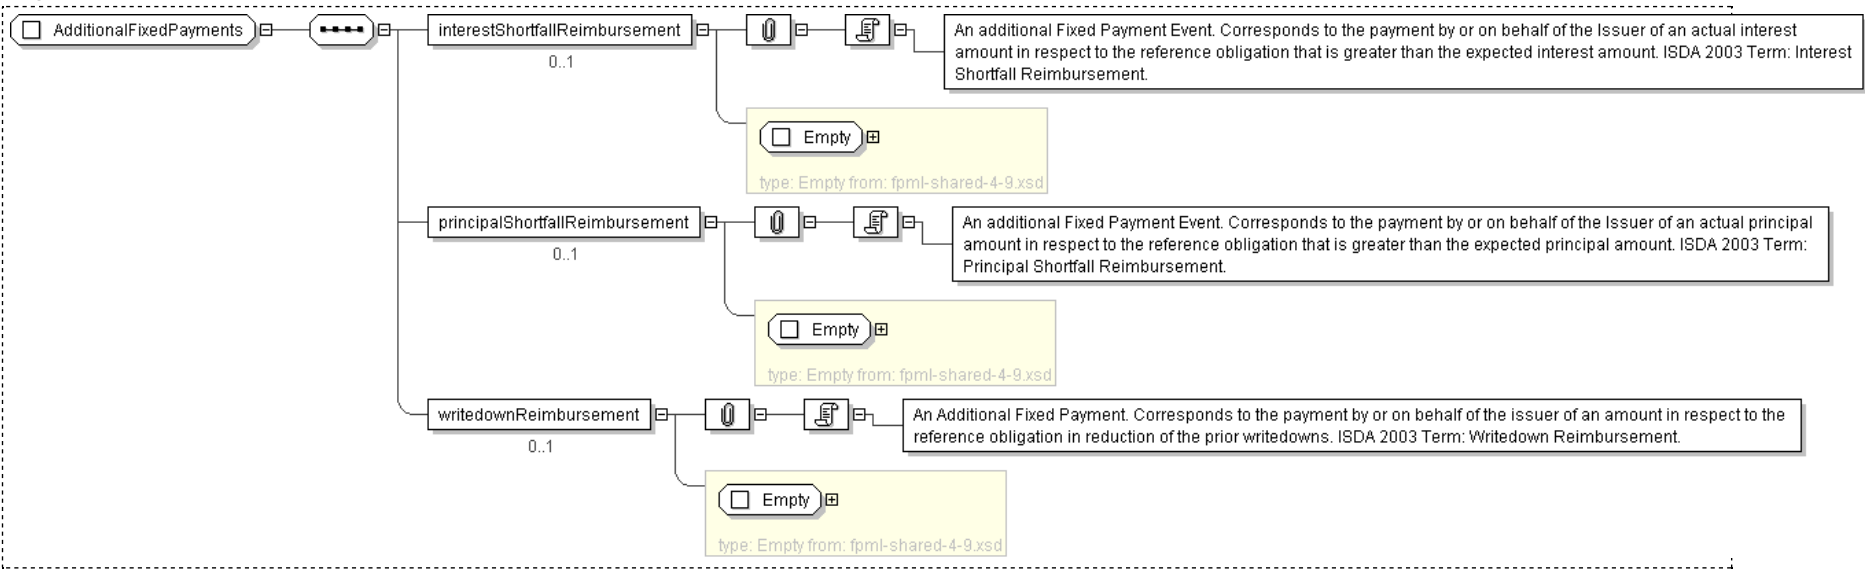 AdditionalFixedPayments
interestShortfallReimbursement
0..1
An additional Fixed Payment Event. Corresponds to the payment by or on behalf of the Issuer of an actual interest
amount in respect to the reference obligation that is greater than the expected interest amount. ISDA 2003 Term: Interest
Shortfall Reimbursement.
Empty
type: Empty from: fpml-shared-4-9.xsd
principalShortfallReimbursement
0..1
An additional Fixed Payment Event. Corresponds to the payment by or on behalf of the Issuer of an actual principal
amount in respect to the reference obligation that is greater than the expected principal amount. ISDA 2003 Term:
Principal Shortfall Reimbursement.
Empty
type: Empty from: fpml-shared-4-9.xsd
writedownReimbursement
0..1
An Additional Fixed Payment. Corresponds to the payment by or on behalf of the issuer of an amount in respect to the
reference obligation in reduction of the prior writedowns. ISDA 2003 Term: Writedown Reimbursement.
Empty
type: Empty from: fpml-shared-4-9.xsd